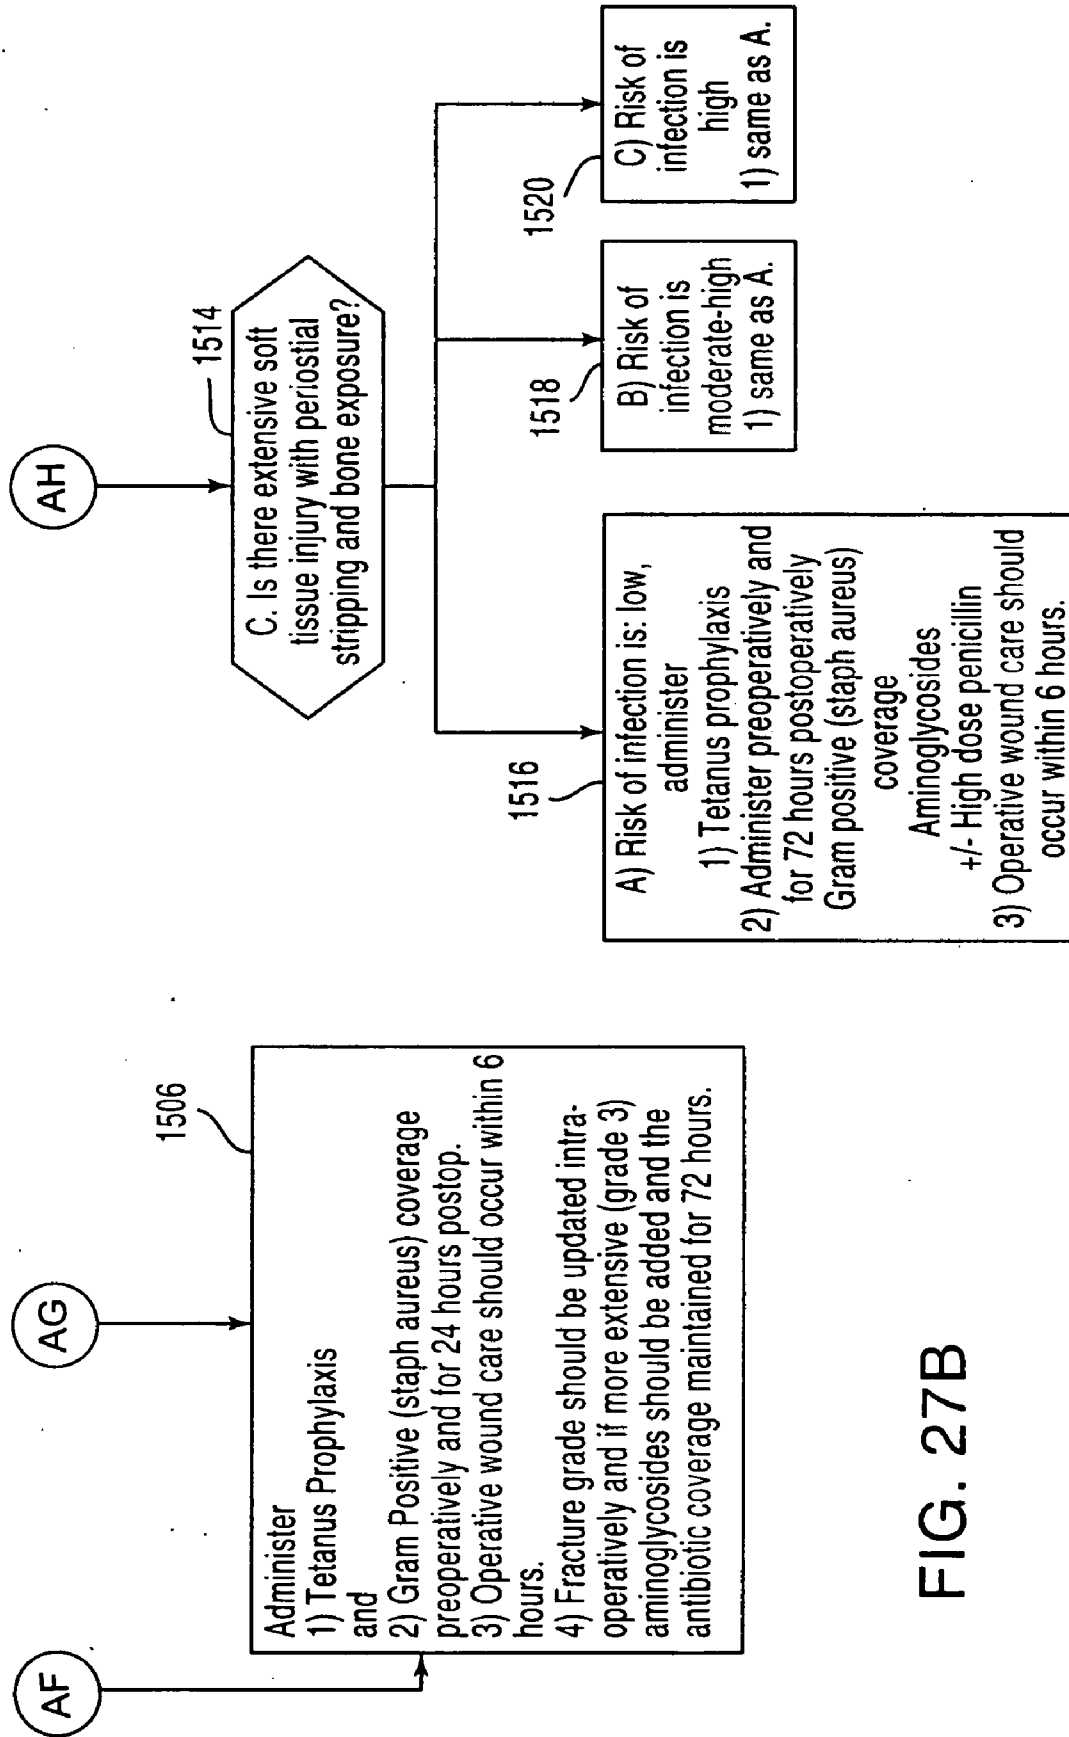 AF
AG
1506
Administer
1) Tetanus Prophylaxis
and
2) Gram Positive (staph aureus) coverage
preoperatively and for 24 hours postop.
3) Operative wound care should occur within 6
hours.
4) Fracture grade should be updated intra-
operatively and if more extensive (grade 3)
aminoglycosides should be added and the
antibiotic coverage maintained for 72 hours.
AH
1514
C. Is there extensive soft
tissue injury with periostial
stripping and bone exposure?
1516
A) Risk of infection is: low,
administer
1) Tetanus prophylaxis
2) Administer preoperatively and
for 72 hours postoperatively
Gram positive (staph aureus)
coverage
Aminoglycosides
+/- High dose penicillin
3) Operative wound care should
occur within 6 hours.
1518
B) Risk of
infection is
moderate-high
1) same as A.
1520
C) Risk of
infection is
high
1) same as A.
FIG. 27B